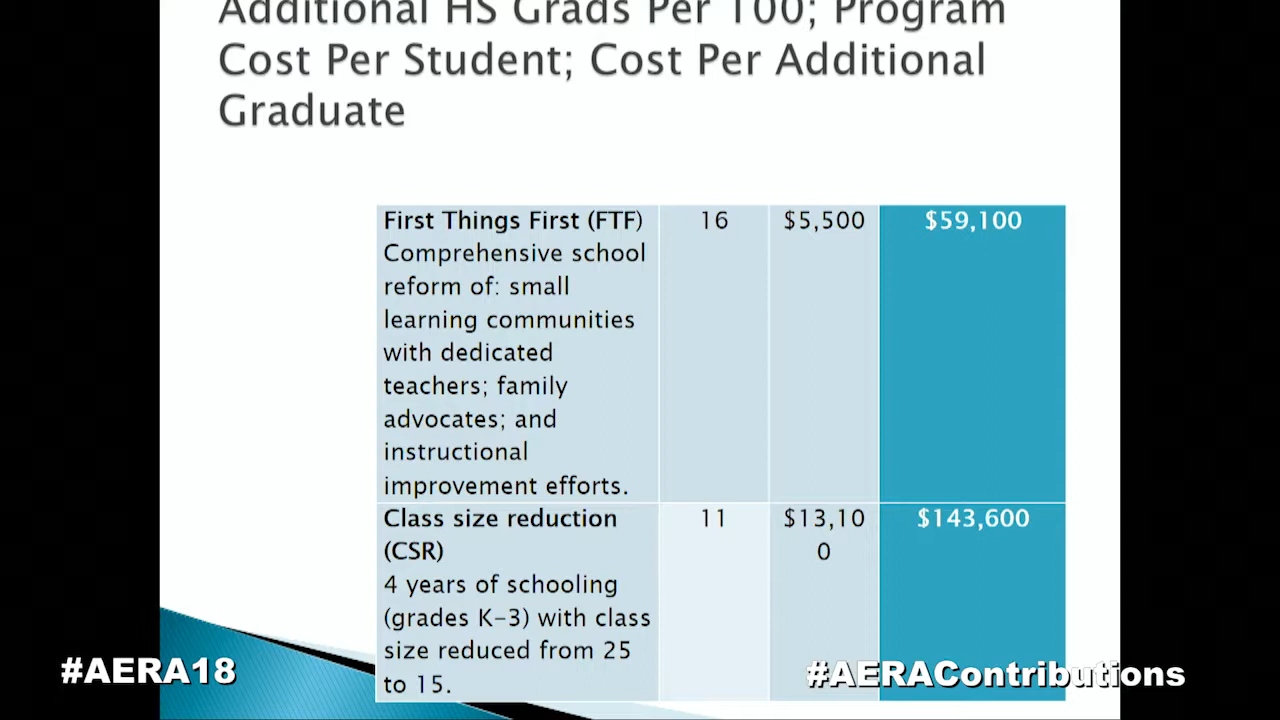 Additional HS Grads Per 100; Program
Cost Per Student; Cost Per Additional
Graduate
First Things First (FTF) 16 $5,500 $59,100
Comprehensive school
reform of: small
learning communities
with dedicated
teachers; family
advocates; and
instructional
improvement efforts.
Class size reduction 11 $13,10 $143,600
(CSR) 0
4 years of schooling
(grades K-3) with class
size reduced from 25
to 15.
#AERA18
#AERAContributions